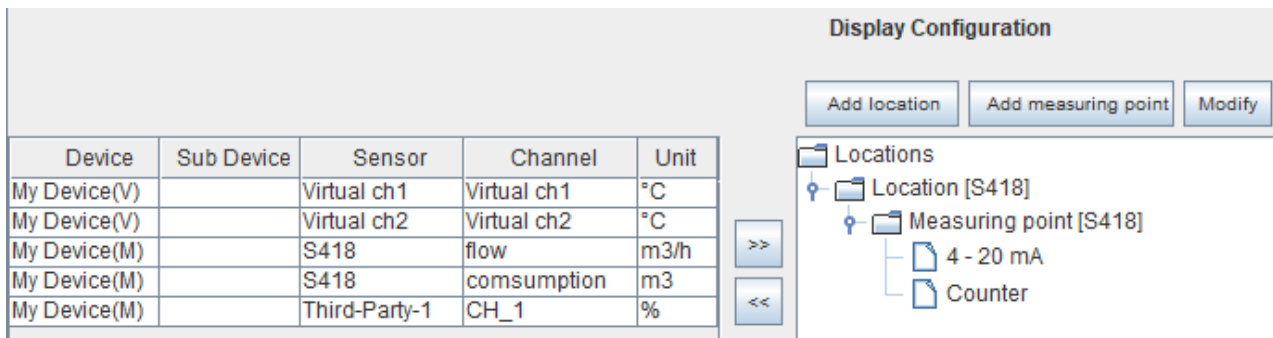 Display Configuration
Add location Add measuring point Modify
Device Sub Device Sensor Channel Unit
My Device(V) Virtual ch1 Virtual ch1 °C
My Device(V) Virtual ch2 Virtual ch2 °C
My Device(M) S418 flow m3/h
My Device(M) S418 comsumption m3
My Device(M) Third-Party-1 CH_1 %
>>
<<
Locations
Location [S418]
Measuring point [S418]
4 - 20 mA
Counter